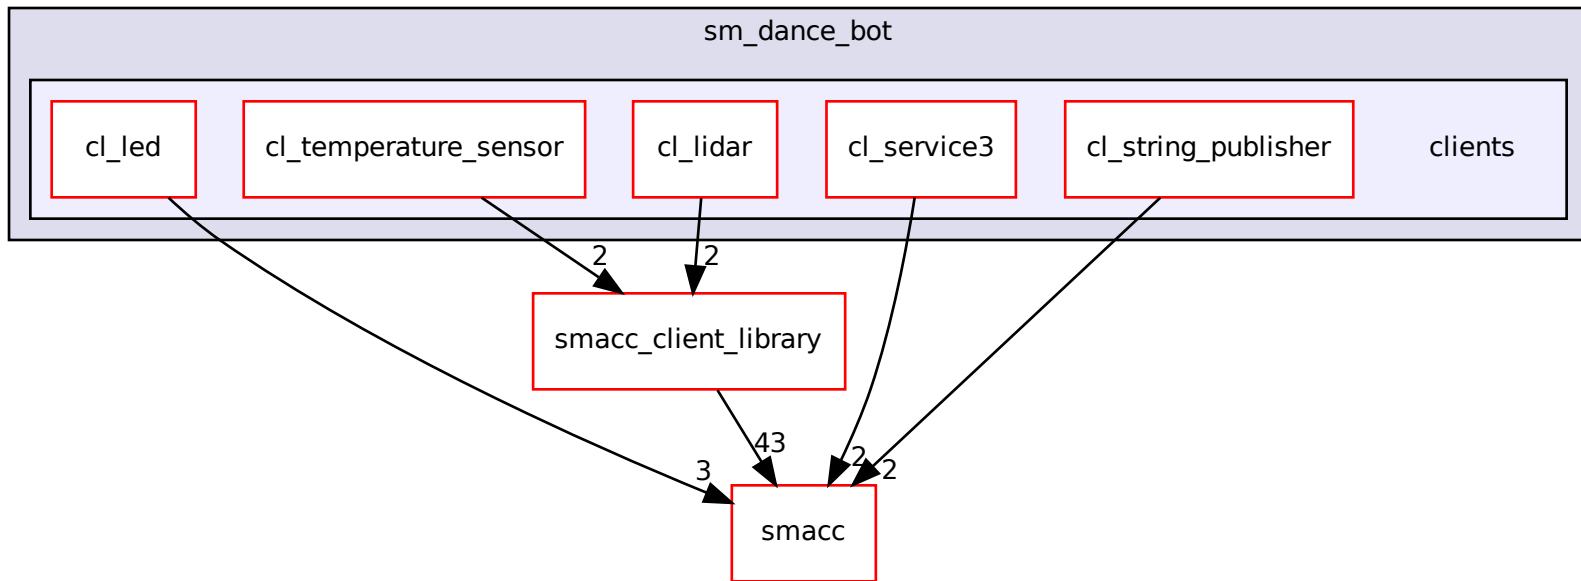 sm_dance_bot
cl_led
cl_temperature_sensor
cl_lidar
cl_service3
cl_string_publisher
clients
2
2
smacc_client_library
43
2
2
3
smacc